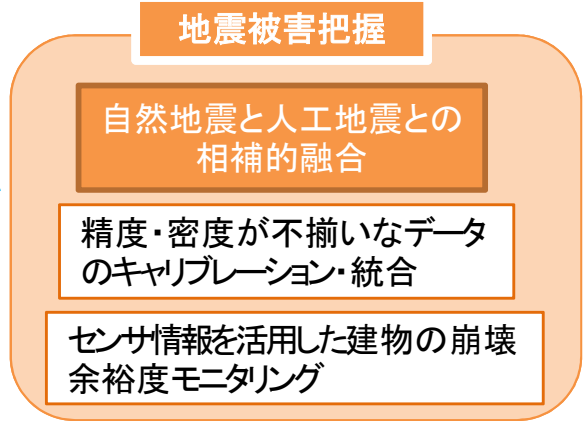 地震被害把握
自然地震と人工地震との
相補的融合
精度・密度が不揃いなデータ
のキャリブレーション・統合
センサ情報を活用した建物の崩壊
余裕度モニタリング